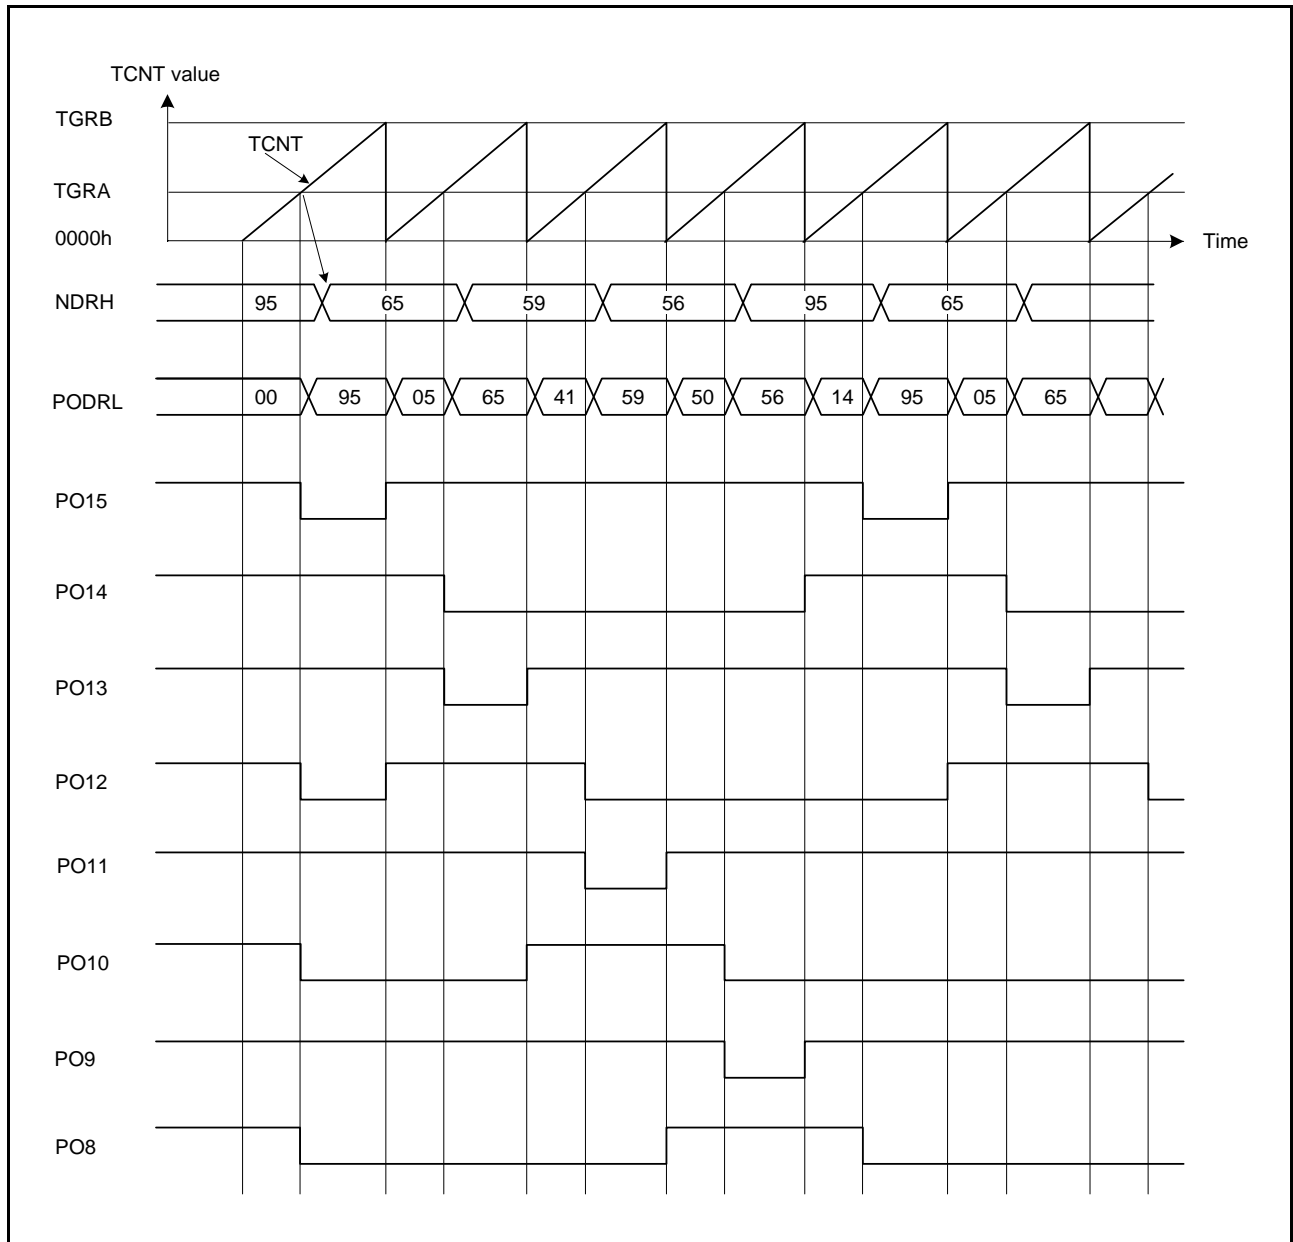 TCNT value
TGRB
TCNT
TGRA
0000h
Time
NDRH 95 65 59 56 95 65
PODRL 00 95 05 65 41 59 50 56 14 95 05 65
PO15
PO14
PO13
PO12
PO11
PO10
PO9
PO8